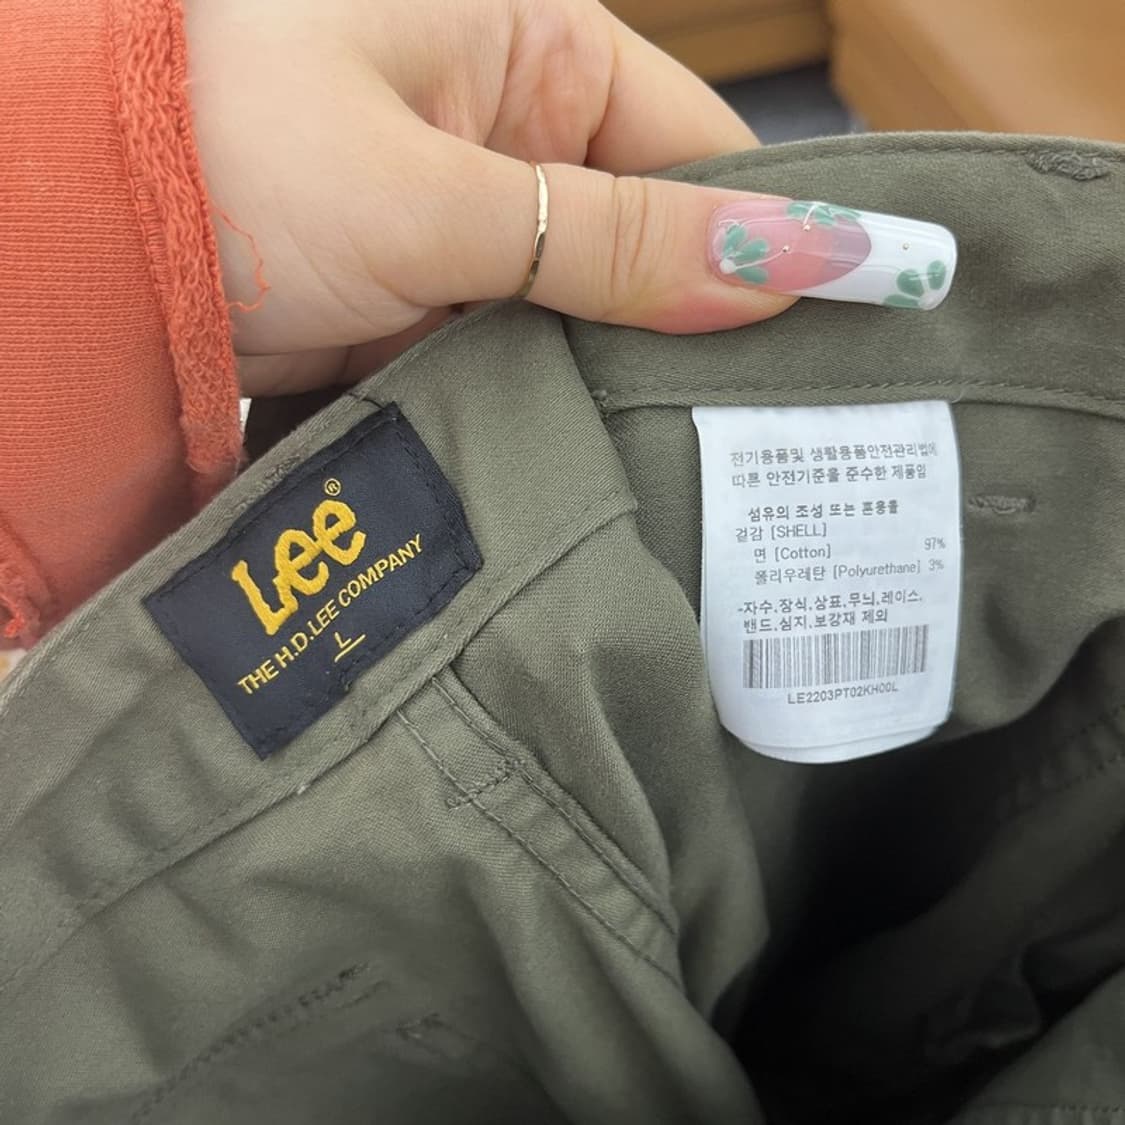 Lee®
THE H.D.LEE COMPANY
L
전기용품및 생활용품안전관리법에
따른 안전기준을 준수한 제품임
섬유의 조성 또는 혼용율
겉감 [SHELL]
면 [Cotton] 97%
폴리우레탄 [Polyurethane] 3%
-자수,장식,상표,무늬,레이스,
밴드,심지,보강재 제외
LE2203PT02KH00L